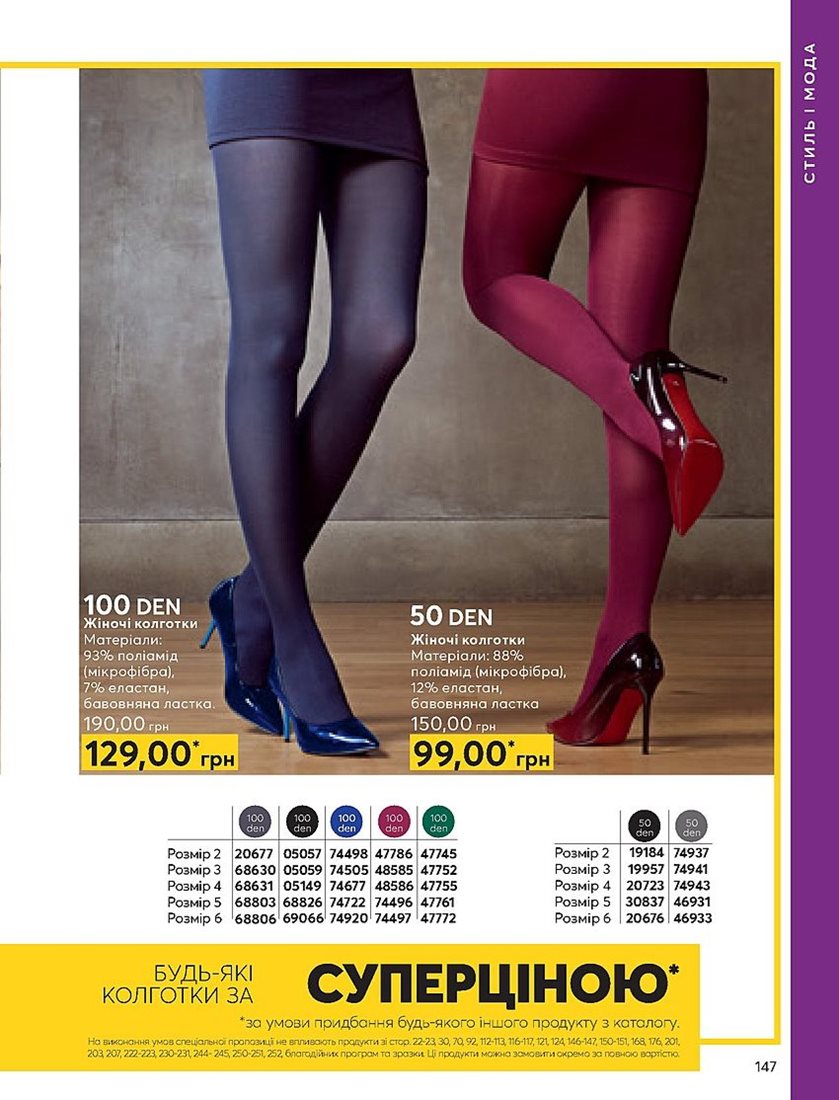 СТИЛЬ І МОДА
100 DEN
Жіночі колготки
Матеріали:
93% поліамід
(мікрофібра),
7% еластан,
бавовняна ластка.
190,00 грн
129,00* грн
50 DEN
Жіночі колготки
Матеріали: 88%
поліамід (мікрофібра),
12% еластан,
бавовняна ластка
150,00 грн
99,00* грн
100 den 100 den 100 den 100 den 100 den
Розмір 2 20677 05057 74498 47786 47745
Розмір 3 68630 05059 74505 48585 47752
Розмір 4 68631 05149 74677 48586 47755
Розмір 5 68803 68826 74722 74496 47761
Розмір 6 68806 69066 74920 74497 47772
50 den 50 den
Розмір 2 19184 74937
Розмір 3 19957 74941
Розмір 4 20723 74943
Розмір 5 30837 46931
Розмір 6 20676 46933
БУДЬ-ЯКІ
КОЛГОТКИ ЗА
СУПЕРЦІНОЮ*
*за умови придбання будь-якого іншого продукту з каталогу.
На виконання умов спеціальної пропозиції не впливають продукти зі стор. 22-23, 30, 70, 92, 112-113, 116-117, 121, 124, 146-147, 150-151, 168, 176, 201,
203, 207, 222-223, 230-231, 244- 245, 250-251, 252, благодійних програм та зразки. Ці продукти можна замовити окремо за повною вартістю.
147